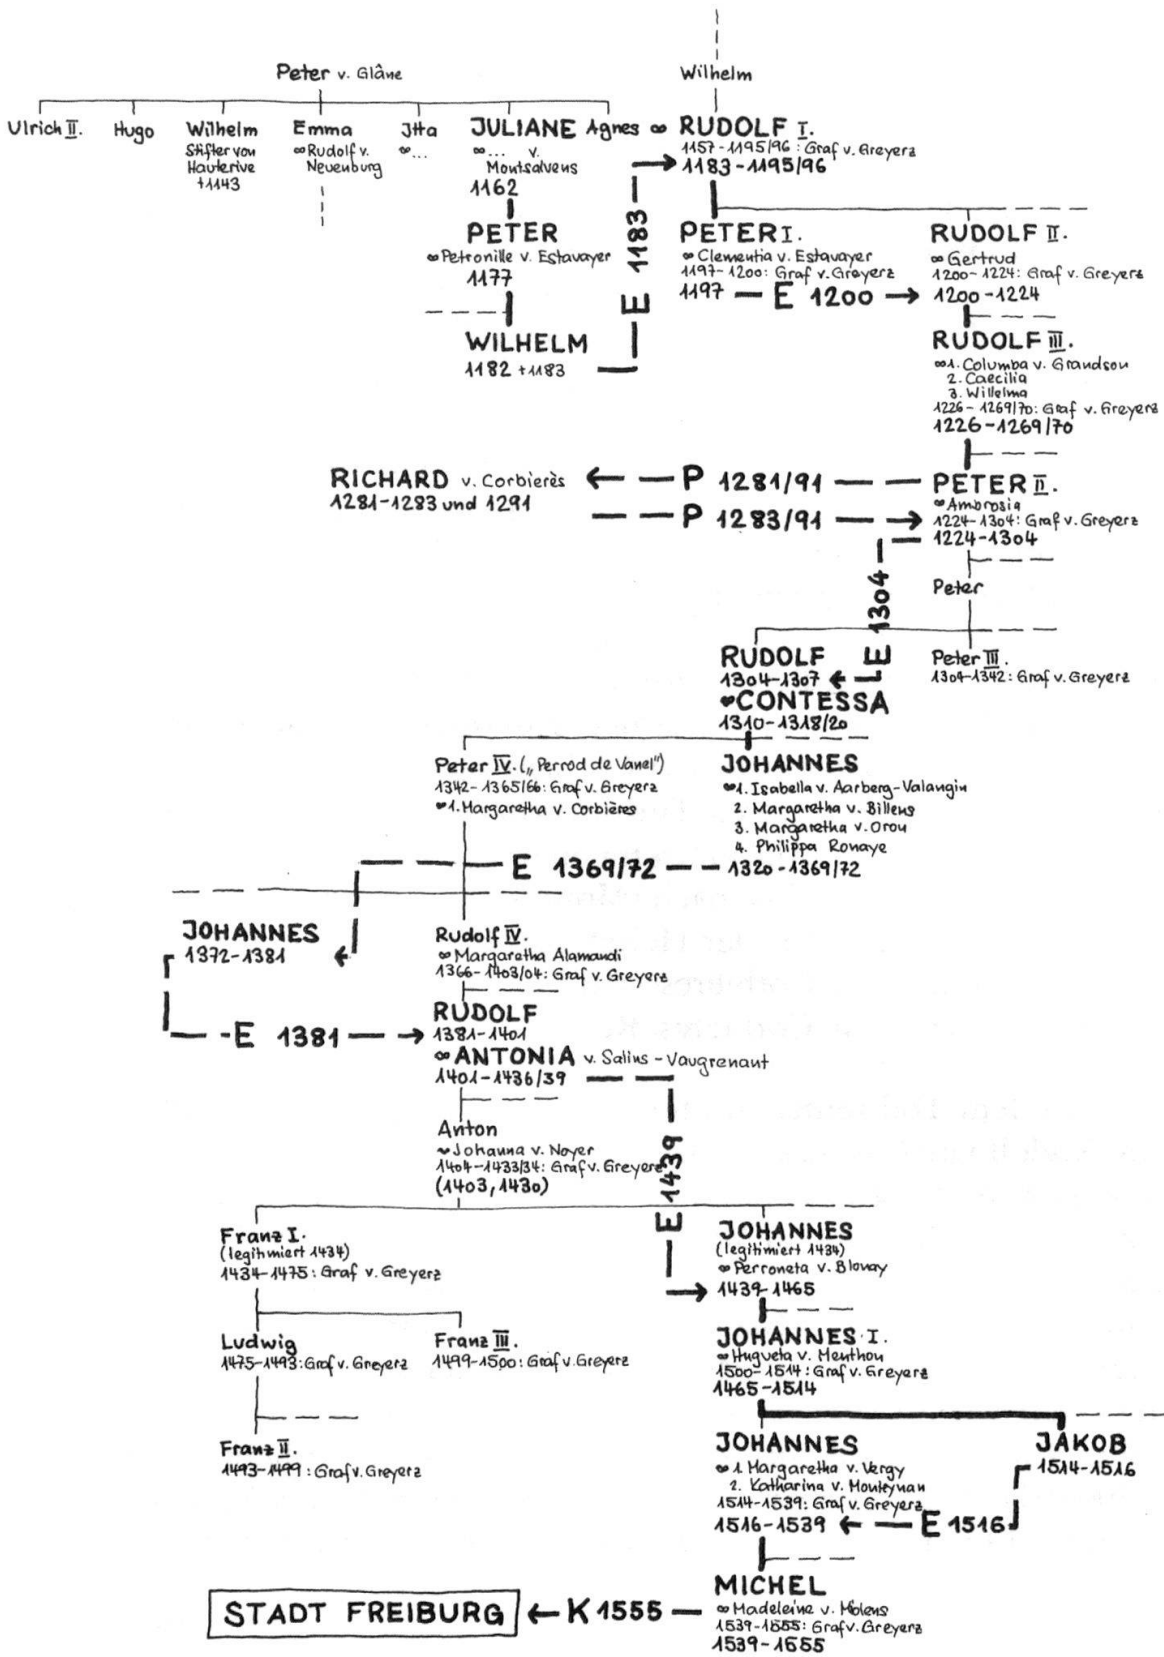 Peter v. Glâne
Wilhelm
Ulrich II.
Hugo
Wilhelm
Stifter von
Hauterive
+1143
Emma
∞ Rudolf v.
Neuenburg
Jtta
∞...
JULIANE
∞... v.
Montsalvens
1162
Agnes ∞ RUDOLF I.
1157-1195/96: Graf v. Greyerz
1183-1195/96
PETER
∞ Petronille v. Estavayer
1177
E 1183
PETER I.
∞ Clementia v. Estavayer
1197-1200: Graf v. Greyerz
1197 — E 1200 →
RUDOLF II.
∞ Gertrud
1200-1224: Graf v. Greyerz
1200-1224
WILHELM
1182 +1183
RUDOLF III.
∞1. Columba v. Grandson
2. Caecilia
3. Willelma
1226-1269/70: Graf v. Greyerz
1226-1269/70
RICHARD v. Corbierès
1281-1283 und 1291
← — P 1281/91 — —
— — P 1283/91 — →
PETER II.
∞ Ambrosia
1224-1304: Graf v. Greyerz
1224-1304
E 1304
Peter
RUDOLF
1304-1307
∞ CONTESSA
1310-1318/20
Peter III.
1304-1342: Graf v. Greyerz
Peter IV. („Perrod de Vanel")
1342-1365/66: Graf v. Greyerz
∞1. Margaretha v. Corbières
JOHANNES
∞1. Isabella v. Aarberg-Valangin
2. Margaretha v. Billens
3. Margaretha v. Oron
4. Philippa Ronaye
E 1369/72 — — 1320-1369/72
JOHANNES
1372-1381
Rudolf IV.
∞ Margaretha Alamandi
1366-1403/04: Graf v. Greyerz
E 1381 →
RUDOLF
1381-1401
∞ ANTONIA v. Salins-Vaugrenant
1401-1436/39
E 1439
Anton
∞ Johanna v. Noyer
1404-1433/34: Graf v. Greyerz
(1403, 1430)
Franz I.
(legitimiert 1434)
1434-1475: Graf v. Greyerz
JOHANNES
(legitimiert 1434)
∞ Perroneta v. Blonay
1439-1465
Ludwig
1475-1493: Graf v. Greyerz
Franz III.
1499-1500: Graf v. Greyerz
JOHANNES I.
∞ Hugueta v. Menthon
1500-1514: Graf v. Greyerz
1465-1514
Franz II.
1493-1499: Graf v. Greyerz
JOHANNES
∞ 1. Margaretha v. Vergy
2. Katharina v. Monteynan
1514-1539: Graf v. Greyerz
1516-1539 ← — E 1516
JAKOB
1514-1516
STADT FREIBURG ← K 1555 —
MICHEL
∞ Madeleine v. Miolens
1539-1555: Graf v. Greyerz
1539-1555